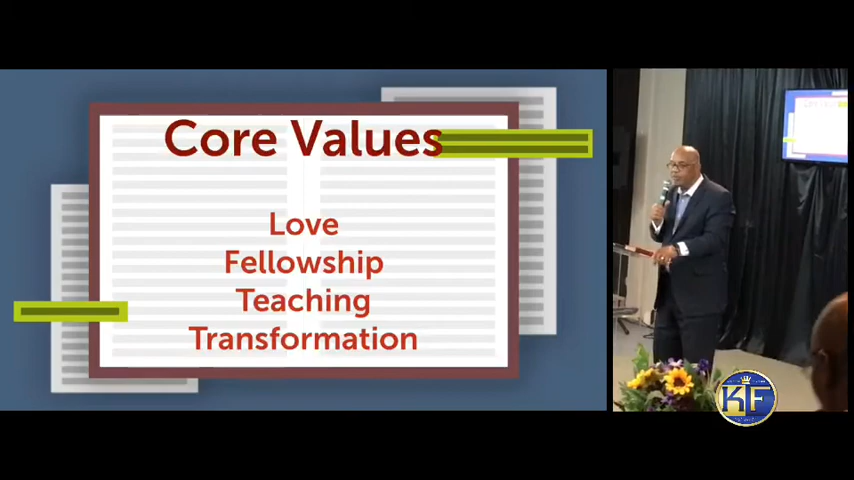 Core Values
Love
Fellowship
Teaching
Transformation
KF